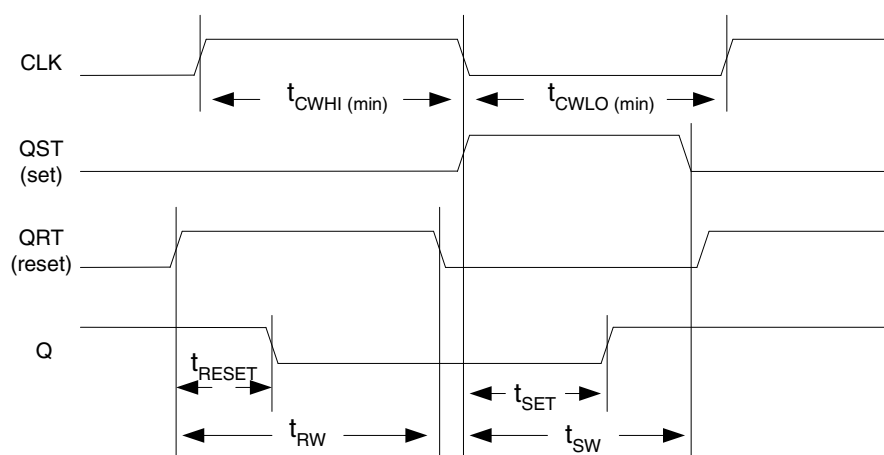 CLK
tCWHI (min)
tCWLO (min)
QST
(set)
QRT
(reset)
Q
tRESET
tSET
tRW
tSW